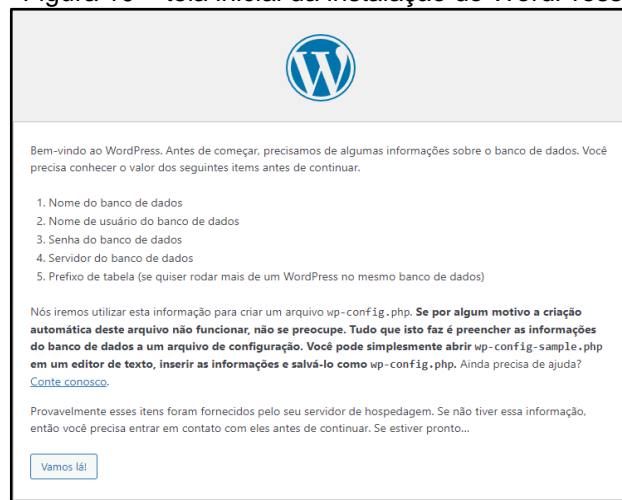 Bem-vindo ao WordPress. Antes de começar, precisamos de algumas informações sobre o banco de dados. Você
precisa conhecer o valor dos seguintes items antes de continuar.
1. Nome do banco de dados
2. Nome de usuário do banco de dados
3. Senha do banco de dados
4. Servidor do banco de dados
5. Prefixo de tabela (se quiser rodar mais de um WordPress no mesmo banco de dados)
Nós iremos utilizar esta informação para criar um arquivo wp-config.php. Se por algum motivo a criação
automática deste arquivo não funcionar, não se preocupe. Tudo que isto faz é preencher as informações
do banco de dados a um arquivo de configuração. Você pode simplesmente abrir wp-config-sample.php
em um editor de texto, inserir as informações e salvá-lo como wp-config.php. Ainda precisa de ajuda?
Conte conosco.
Provavelmente esses itens foram fornecidos pelo seu servidor de hospedagem. Se não tiver essa informação,
então você precisa entrar em contato com eles antes de continuar. Se estiver pronto...
Vamos lá!